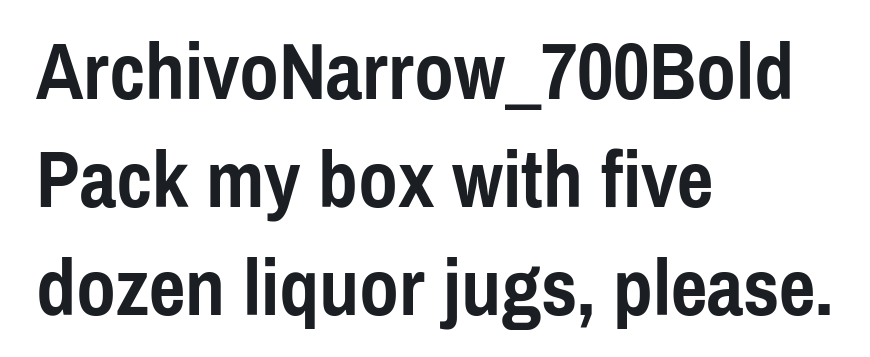 ArchivoNarrow_700Bold
Pack my box with five
dozen liquor jugs, please.